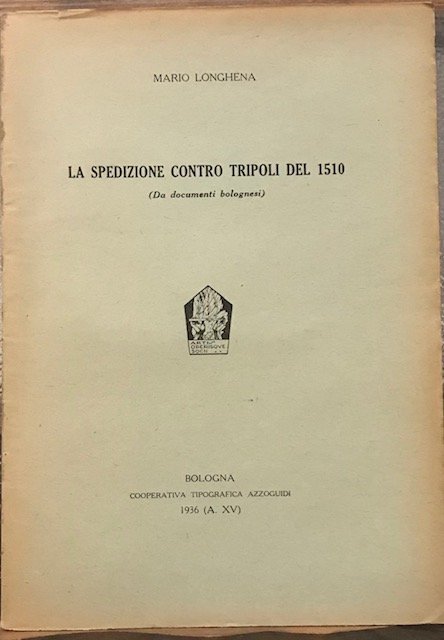 MARIO LONGHENA
LA SPEDIZIONE CONTRO TRIPOLI DEL 1510
(Da documenti bolognesi)
BOLOGNA
COOPERATIVA TIPOGRAFICA AZZOGUIDI
1936 (A. XV)